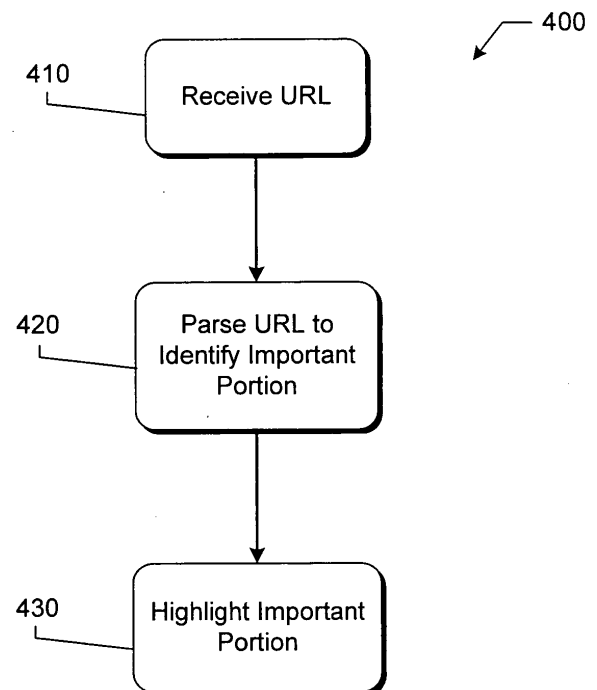 400
410
Receive URL
420
Parse URL to
Identify Important
Portion
430
Highlight Important
Portion